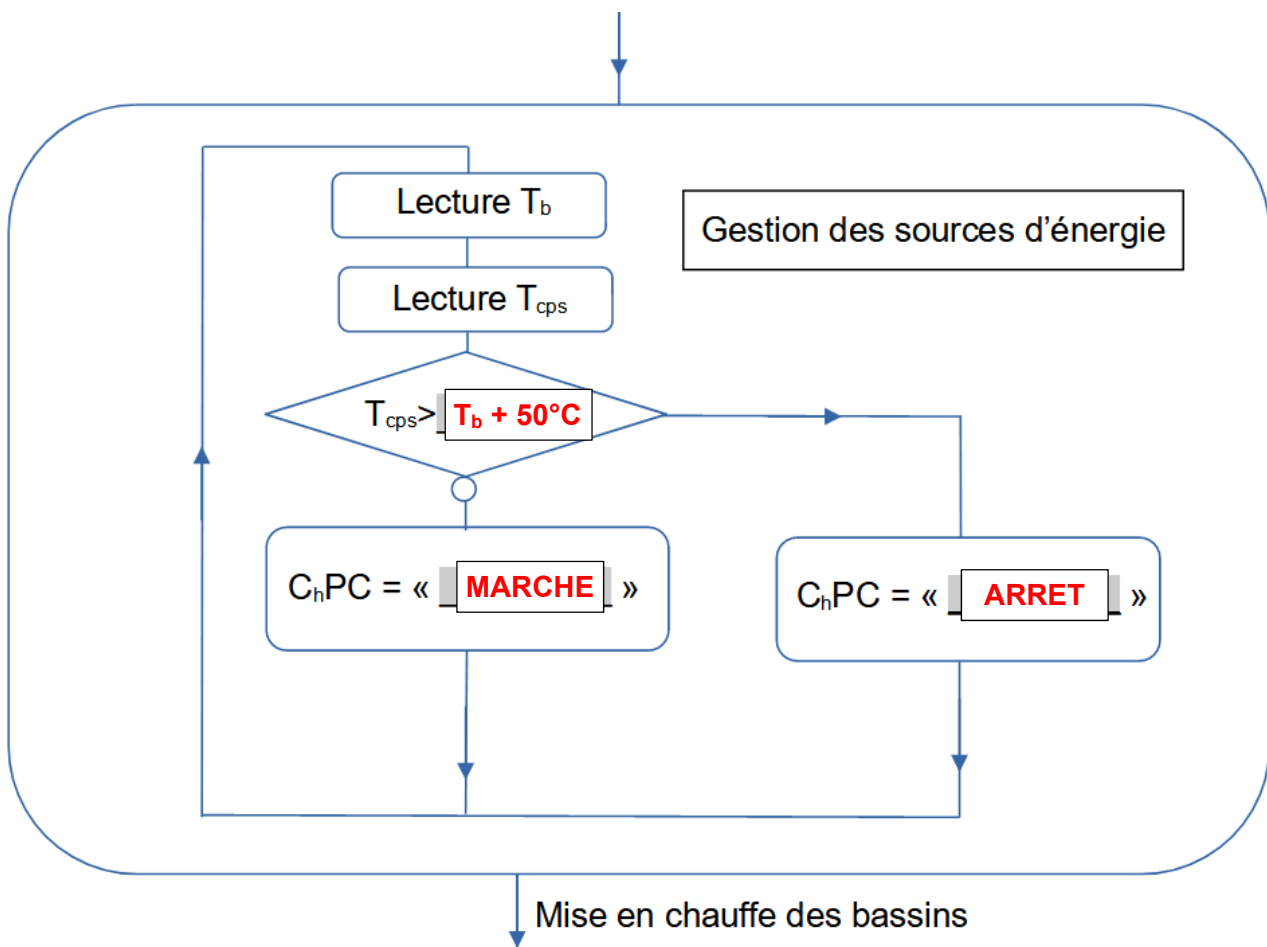 Lecture Tb
Gestion des sources d’énergie
Lecture Tcps
Tcps> Tb + 50°C
ChPC = « MARCHE »
ChPC = « ARRET »
Mise en chauffe des bassins